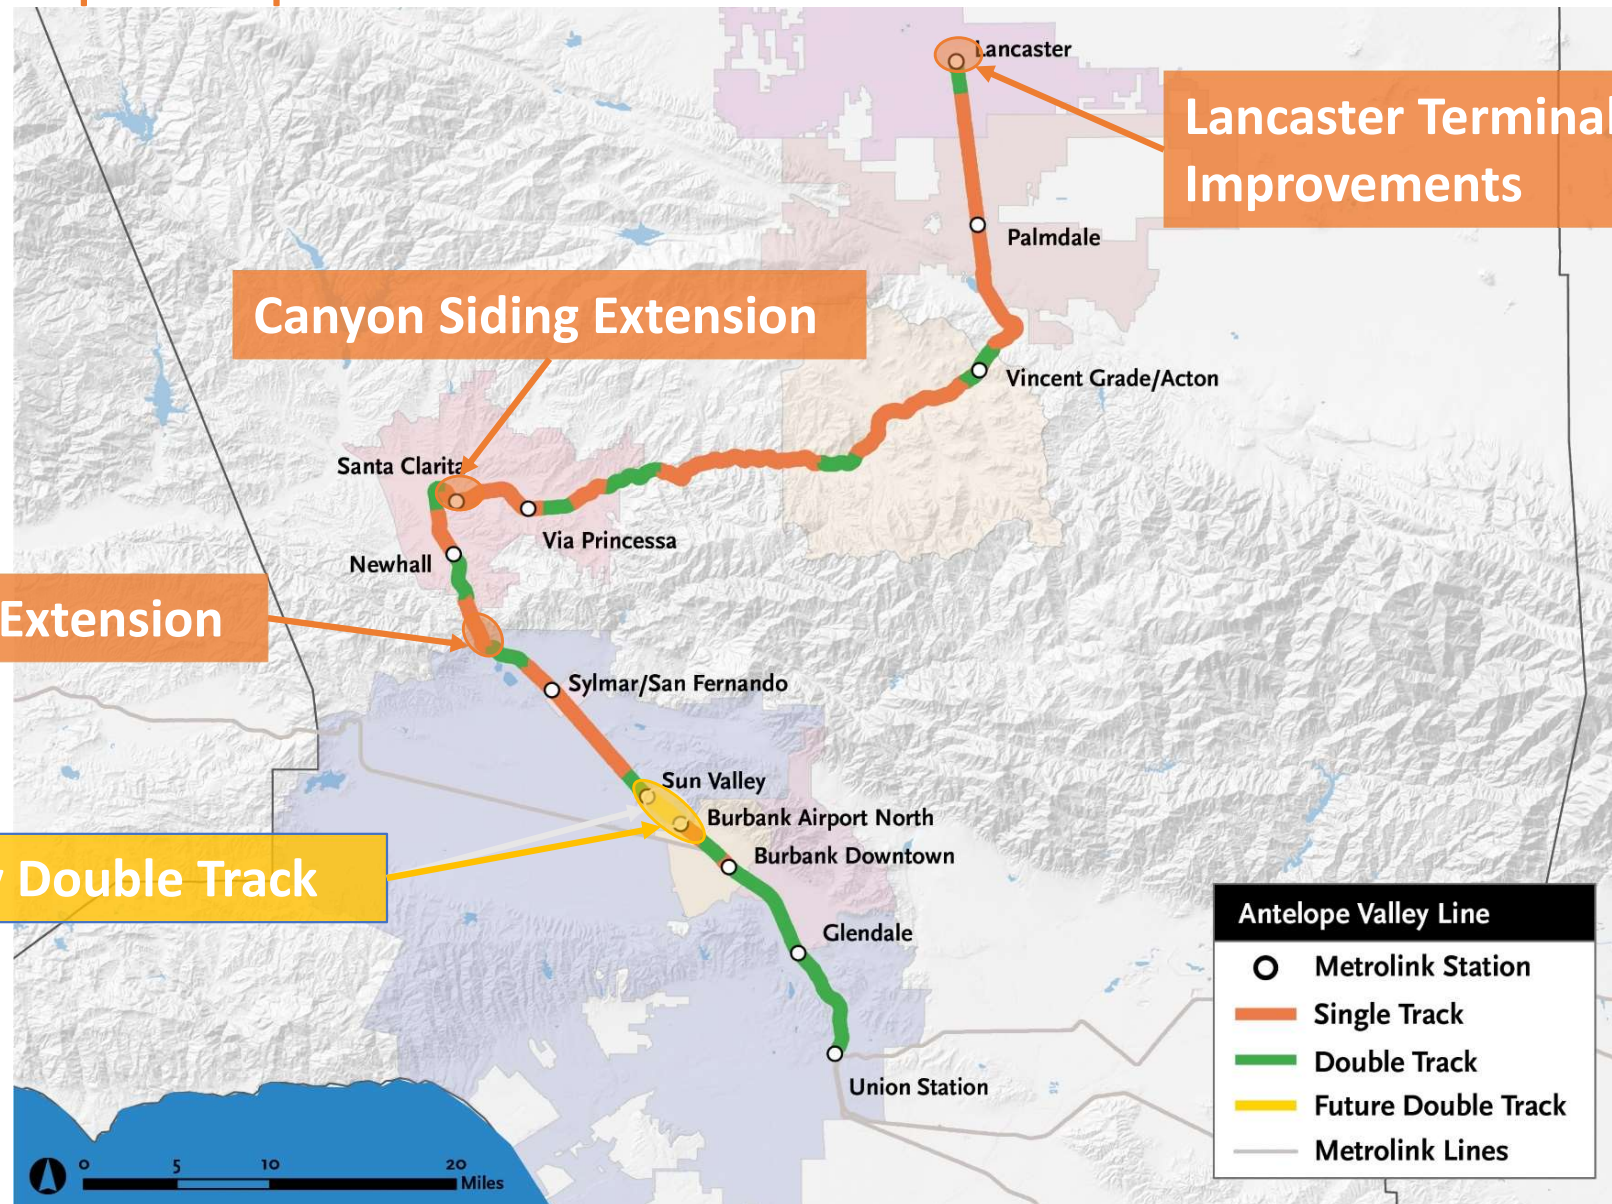 Lancaster
Lancaster Terminal
Improvements
Palmdale
Canyon Siding Extension
Vincent Grade/Acton
Santa Clarita
Via Princessa
Newhall
Extension
Sylmar/San Fernando
Sun Valley
Burbank Airport North
Double Track
Burbank Downtown
Glendale
Union Station
Antelope Valley Line
Metrolink Station
Single Track
Double Track
Future Double Track
Metrolink Lines
0 5 10 20
Miles